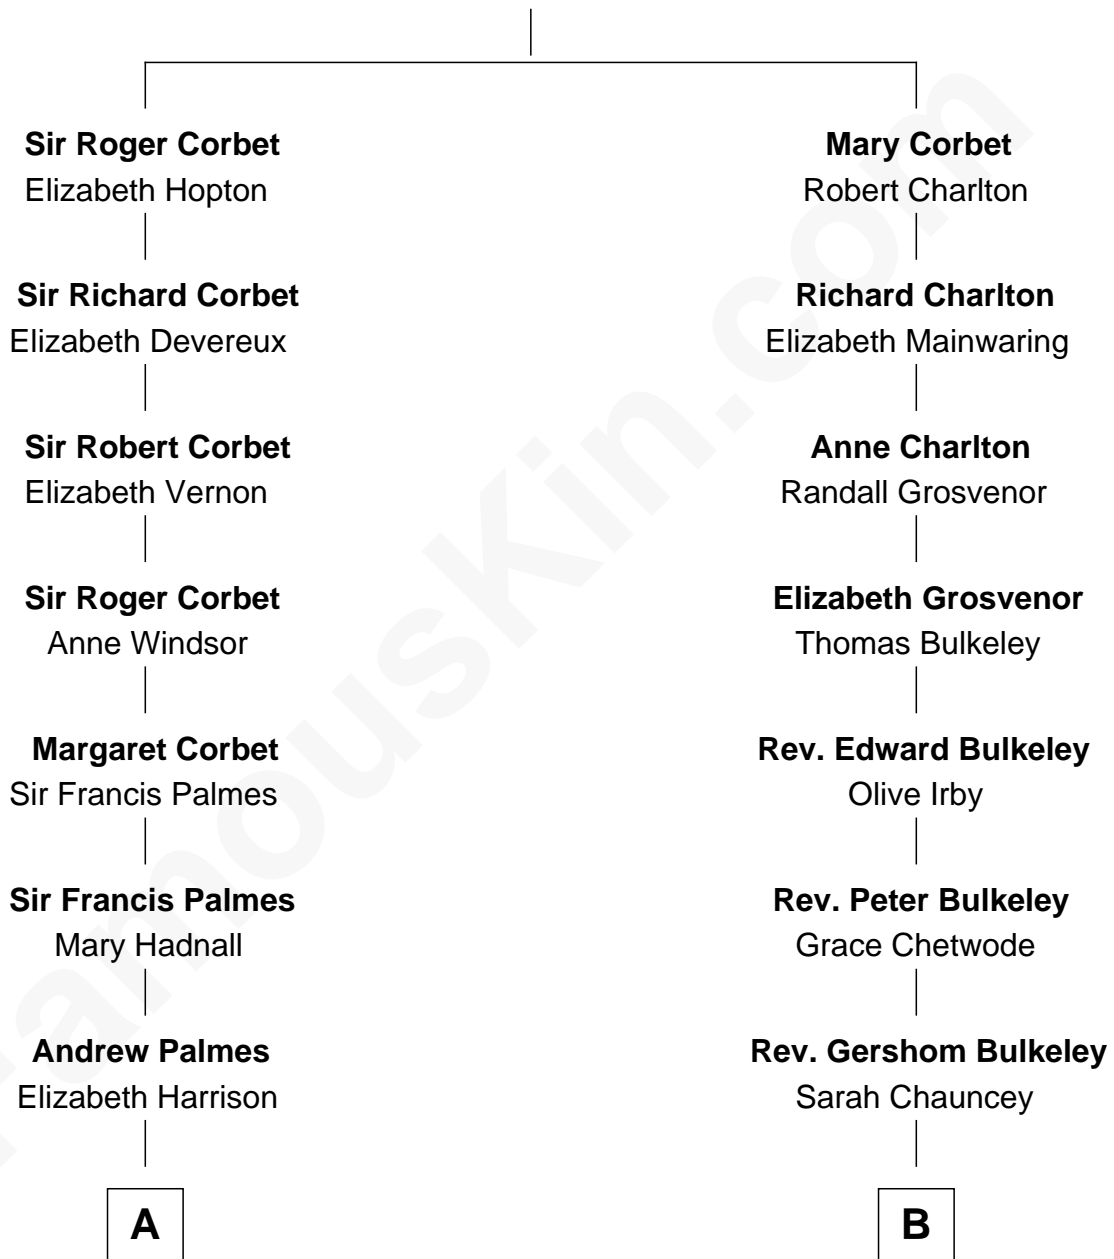 Sir Roger Corbet
Elizabeth Hopton
Sir Richard Corbet
Elizabeth Devereux
Sir Robert Corbet
Elizabeth Vernon
Sir Roger Corbet
Anne Windsor
Margaret Corbet
Sir Francis Palmes
Sir Francis Palmes
Mary Hadnall
Andrew Palmes
Elizabeth Harrison
A
Mary Corbet
Robert Charlton
Richard Charlton
Elizabeth Mainwaring
Anne Charlton
Randall Grosvenor
Elizabeth Grosvenor
Thomas Bulkeley
Rev. Edward Bulkeley
Olive Irby
Rev. Peter Bulkeley
Grace Chetwode
Rev. Gershom Bulkeley
Sarah Chauncey
B
FamousKin.com